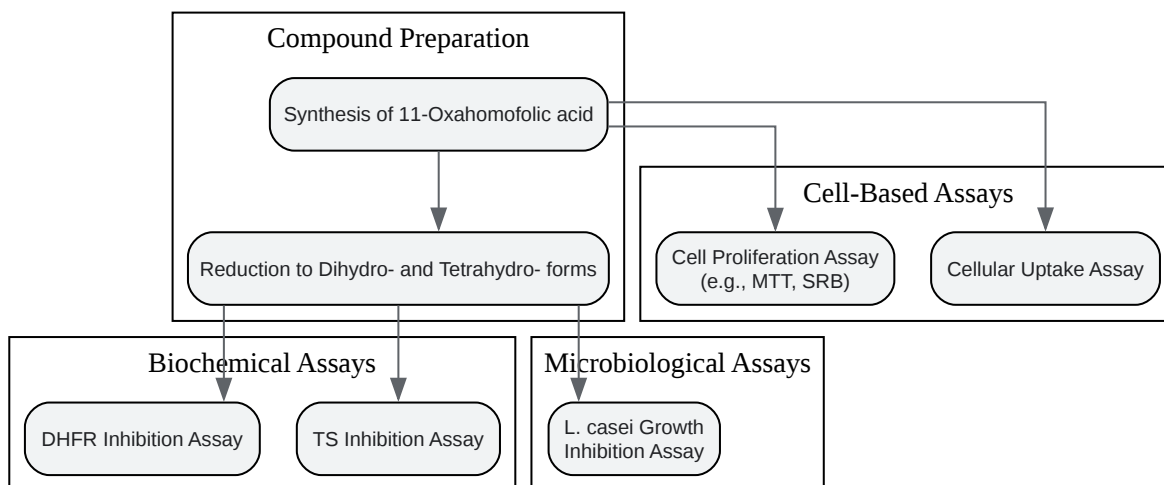 Compound Preparation
Synthesis of 11-Oxahomofolic acid
Cell-Based Assays
Reduction to Dihydro- and Tetrahydro- forms
Cell Proliferation Assay
(e.g., MTT, SRB)
Cellular Uptake Assay
Biochemical Assays
Microbiological Assays
DHFR Inhibition Assay
TS Inhibition Assay
L. casei Growth
Inhibition Assay